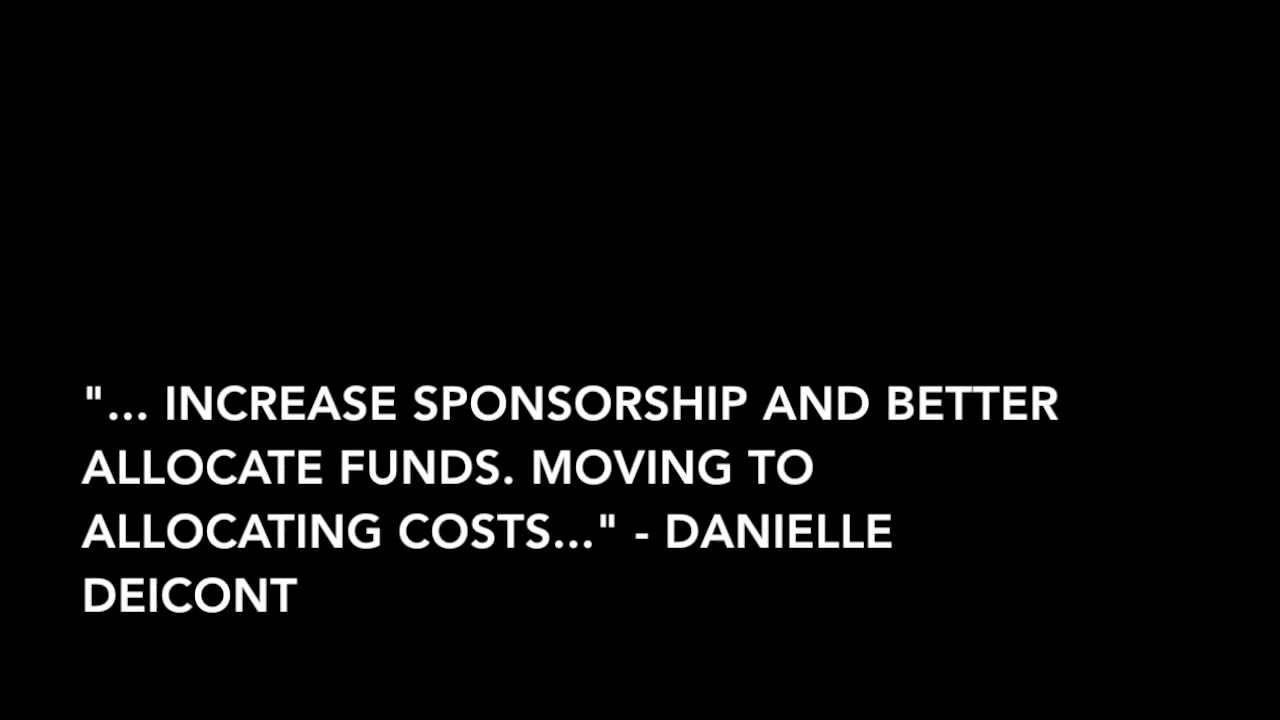 "... INCREASE SPONSORSHIP AND BETTER
ALLOCATE FUNDS. MOVING TO
ALLOCATING COSTS..." - DANIELLE
DEICONT